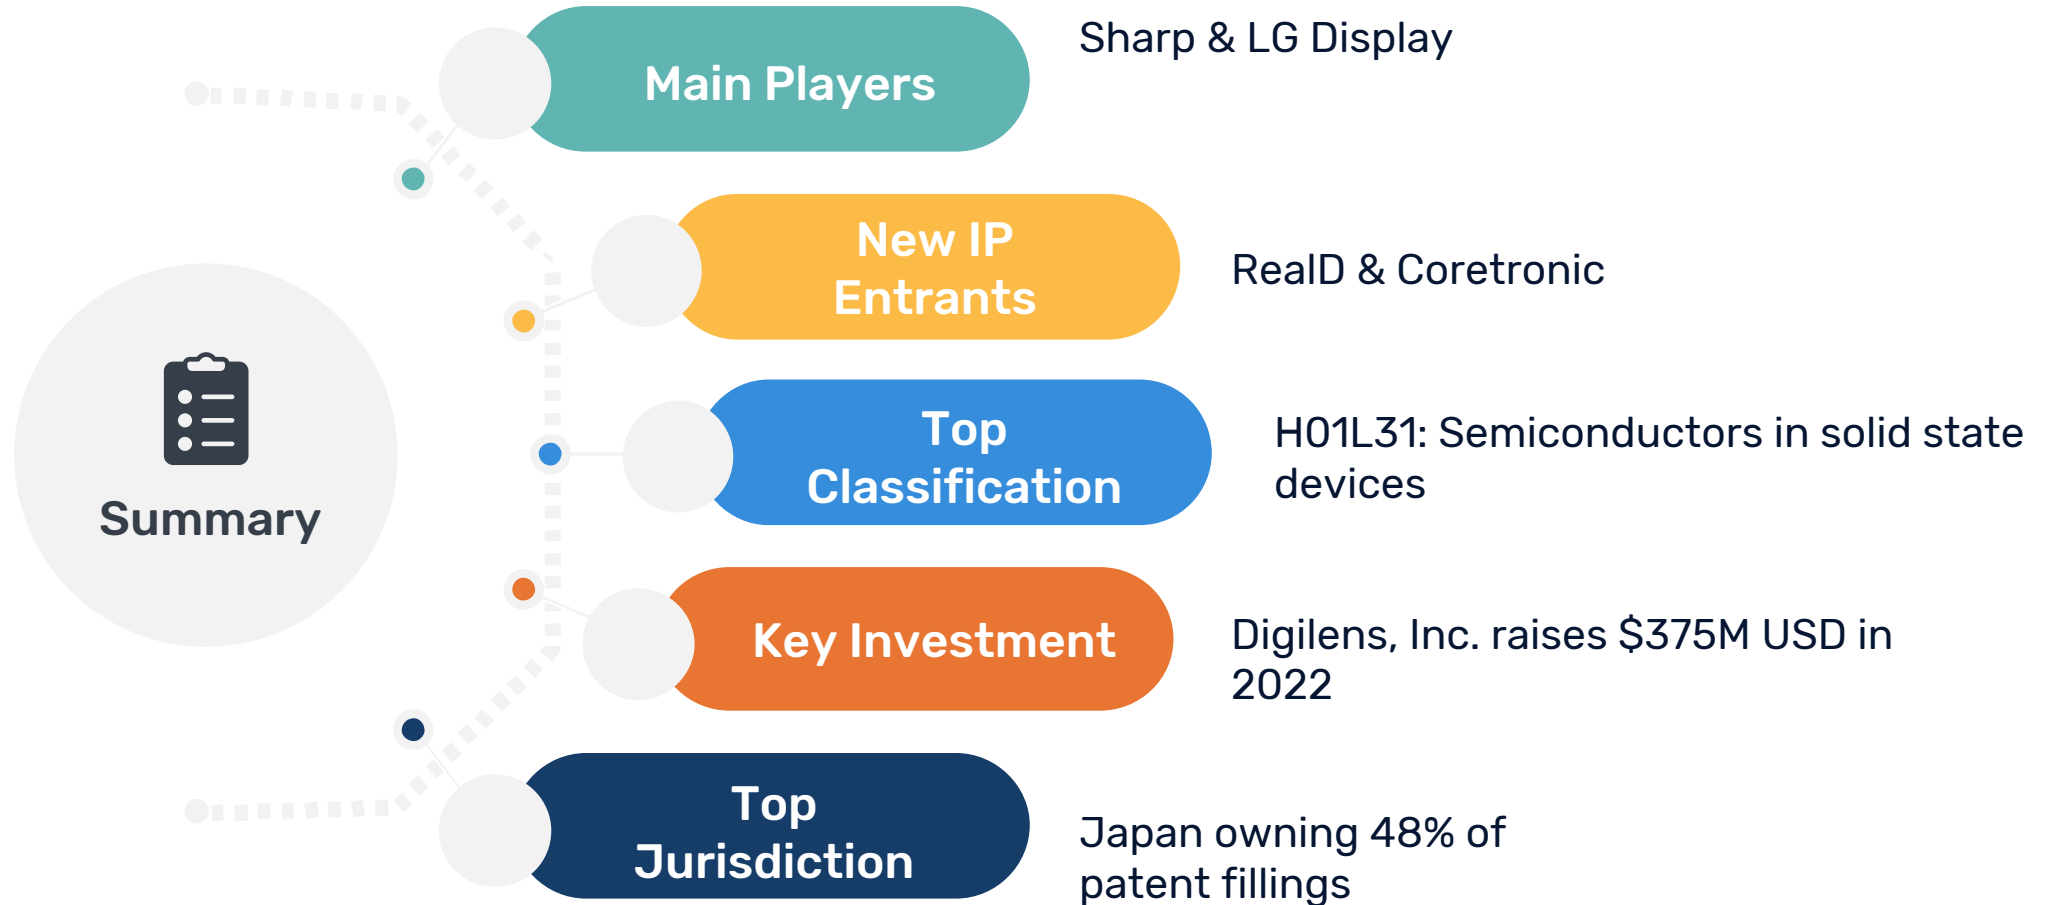 Summary
Main Players
Sharp & LG Display
New IP
Entrants
RealD & Coretronic
Top
Classification
H01L31: Semiconductors in solid state
devices
Key Investment
Digilens, Inc. raises $375M USD in
2022
Top
Jurisdiction
Japan owning 48% of
patent fillings